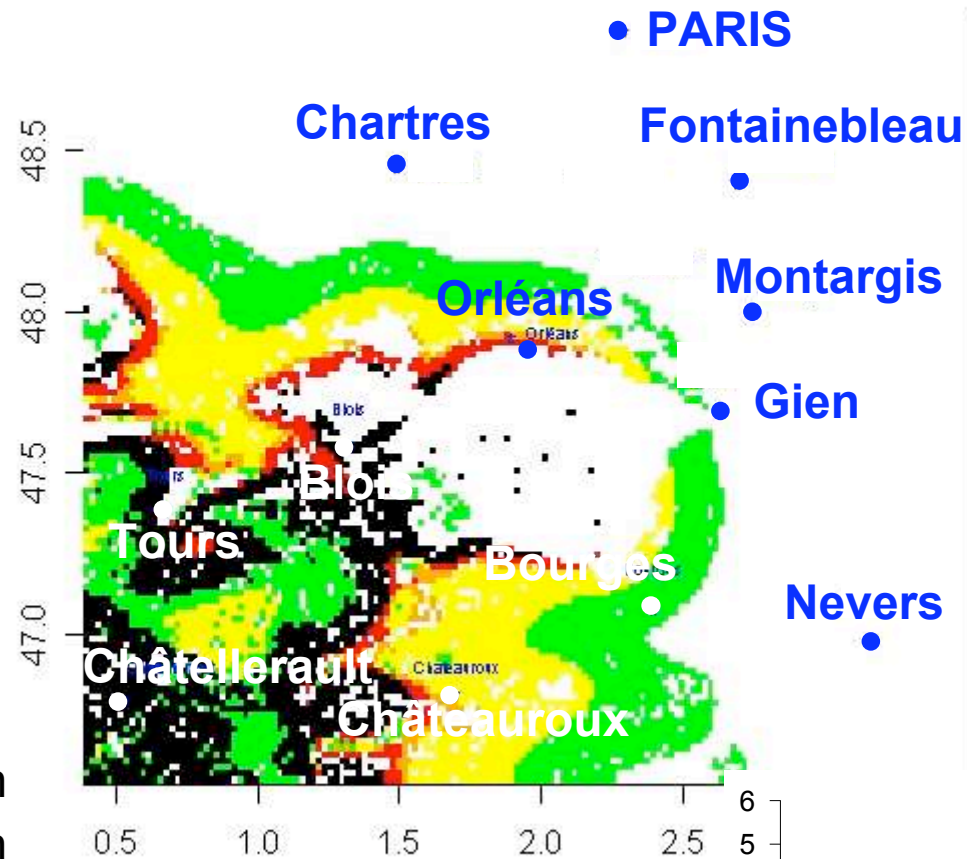 PARIS
Chartres
Fontainebleau
48.5
Montargis
Orléans
48.0
Orléans
Gien
Blois
47.5
Blois
Tours
Bourges
Nevers
47.0
Châtellerault
Chateauroux
Châteauroux
6
5
0.5 1.0 1.5 2.0 2.5